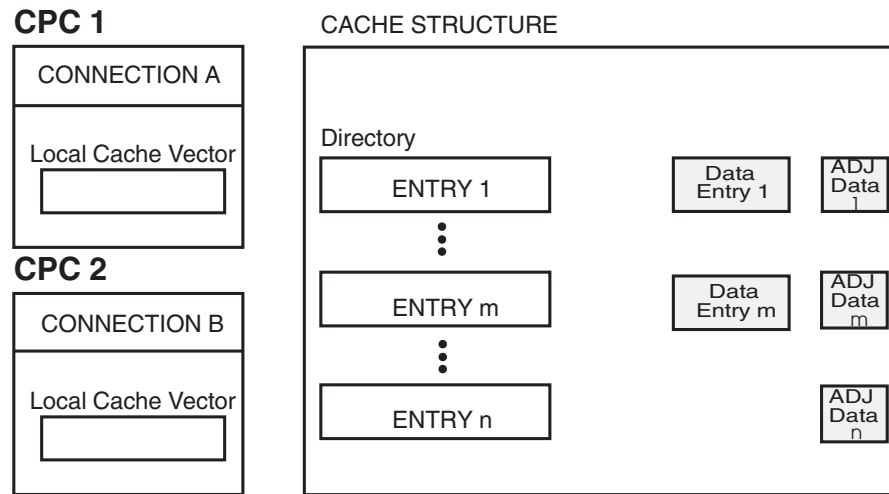 CPC 1
CONNECTION A
Local Cache Vector
CPC 2
CONNECTION B
Local Cache Vector
CACHE STRUCTURE
Directory
ENTRY 1
Data
Entry 1
ADJ
Data
1
ENTRY m
Data
Entry m
ADJ
Data
m
ENTRY n
ADJ
Data
n